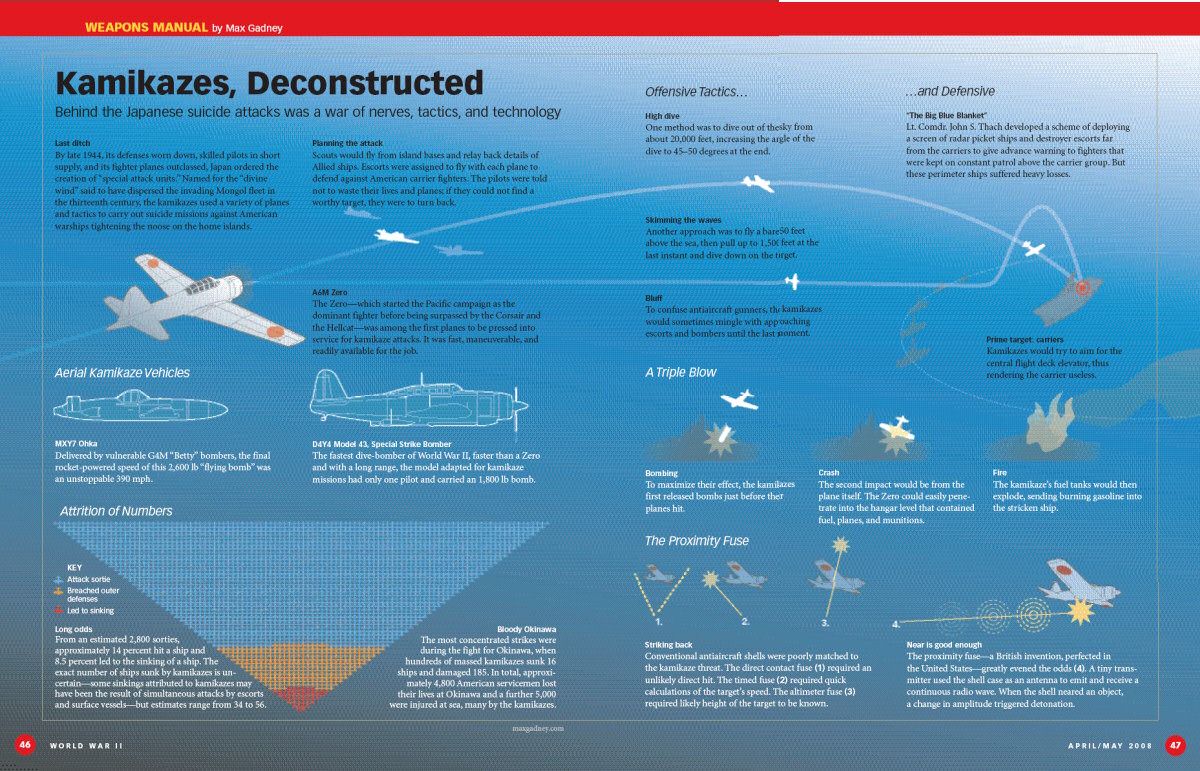 WEAPONS MANUAL by Max Gadney
Kamikazes, Deconstructed
Behind the Japanese suicide attacks was a war of nerves, tactics, and technology
Last ditch
By late 1944, its defenses worn down, skilled pilots in short
supply, and its fighter planes outclassed, Japan ordered the
creation of “special attack units.” Named for the “divine
wind” said to have dispersed the invading Mongol fleet in
the thirteenth century, the kamikazes used a variety of planes
and tactics to carry out suicide missions against American
warships tightening the noose on the home islands.
Planning the attack
Scouts would fly from island bases and relay back details of
Allied ships. Escorts were assigned to fly with each plane to
defend against American carrier fighters. The pilots were told
not to waste their lives and planes; if they could not find a
worthy target, they were to turn back.
A6M Zero
The Zero—which started the Pacific campaign as the
dominant fighter before being surpassed by the Corsair and
the Hellcat—was among the first planes to be pressed into
service for kamikaze attacks. It was fast, maneuverable, and
readily available for the job.
Aerial Kamikaze Vehicles
MXY7 Ohka
Delivered by vulnerable G4M “Betty” bombers, the final
rocket-powered speed of this 2,600 lb “flying bomb” was
an unstoppable 390 mph.
D4Y4 Model 43, Special Strike Bomber
The fastest dive-bomber of World War II, faster than a Zero
and with a long range, the model adapted for kamikaze
missions had only one pilot and carried an 1,800 lb bomb.
Attrition of Numbers
KEY
Attack sortie
Breached outer
defenses
Led to sinking
Long odds
From an estimated 2,800 sorties,
approximately 14 percent hit a ship and
8.5 percent led to the sinking of a ship. The
exact number of ships sunk by kamikazes is un-
certain—some sinkings attributed to kamikazes may
have been the result of simultaneous attacks by escorts
and surface vessels—but estimates range from 34 to 56.
Bloody Okinawa
The most concentrated strikes were
during the fight for Okinawa, when
hundreds of massed kamikazes sunk 16
ships and damaged 185. In total, approxi-
mately 4,800 American servicemen lost
their lives at Okinawa and a further 5,000
were injured at sea, many by the kamikazes.
Offensive Tactics…
High dive
One method was to dive out of thesky from
about 20,000 feet, increasing the angle of the
dive to 45–50 degrees at the end.
Skimming the waves
Another approach was to fly a bare50 feet
above the sea, then pull up to 1,50( feet at the
last instant and dive down on the target.
Bluff
To confuse antiaircraft gunners, the kamikazes
would sometimes mingle with approaching
escorts and bombers until the last moment.
…and Defensive
“The Big Blue Blanket”
Lt. Comdr. John S. Thach developed a scheme of deploying
a screen of radar picket ships and destroyer escorts far
from the carriers to give advance warning to fighters that
were kept on constant patrol above the carrier group. But
these perimeter ships suffered heavy losses.
Prime target: carriers
Kamikazes would try to aim for the
central flight deck elevator, thus
rendering the carrier useless.
A Triple Blow
Bombing
To maximize their effect, the kamikazes
first released bombs just before their
planes hit.
Crash
The second impact would be from the
plane itself. The Zero could easily pene-
trate into the hangar level that contained
fuel, planes, and munitions.
Fire
The kamikaze’s fuel tanks would then
explode, sending burning gasoline into
the stricken ship.
The Proximity Fuse
1.
2.
3.
4.
Striking back
Conventional antiaircraft shells were poorly matched to
the kamikaze threat. The direct contact fuse (1) required an
unlikely direct hit. The timed fuse (2) required quick
calculations of the target’s speed. The altimeter fuse (3)
required likely height of the target to be known.
Near is good enough
The proximity fuse—a British invention, perfected in
the United States—greatly evened the odds (4). A tiny trans-
mitter used the shell case as an antenna to emit and receive a
continuous radio wave. When the shell neared an object,
a change in amplitude triggered detonation.
maxgadney.com
46 WORLD WAR II
APRIL/MAY 2008 47